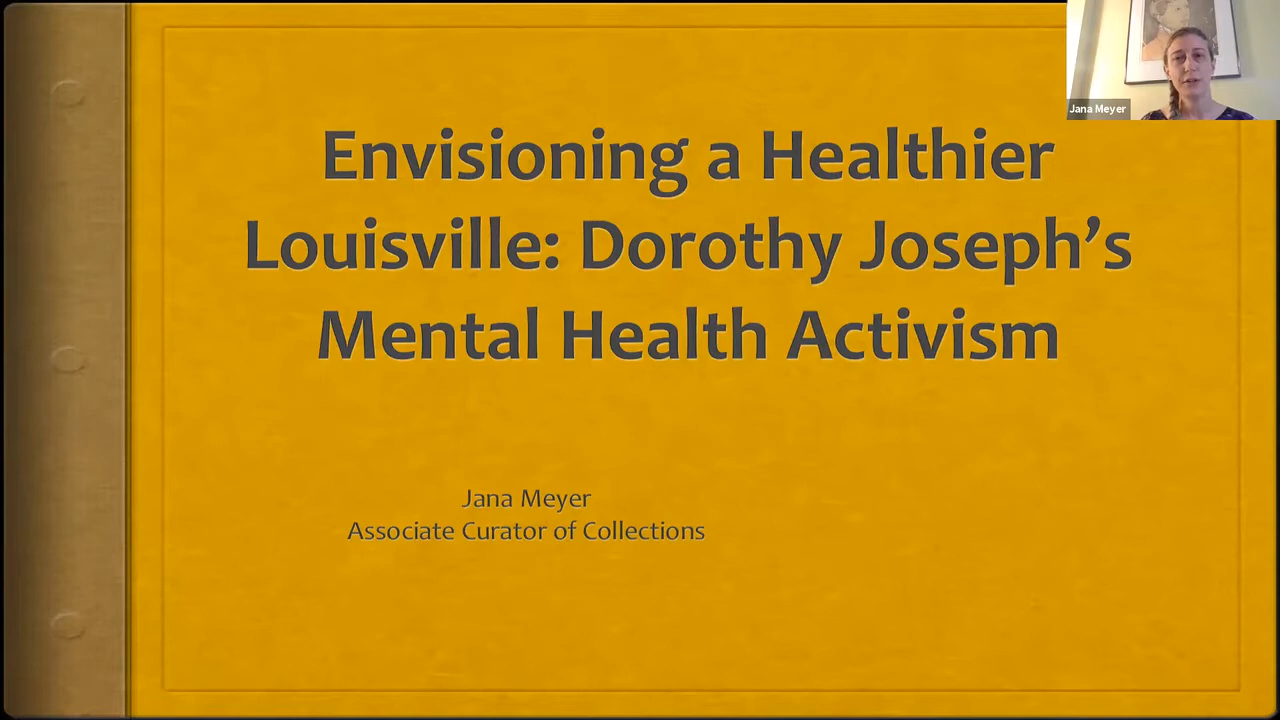 Jana Meyer
Envisioning a Healthier
Louisville: Dorothy Joseph’s
Mental Health Activism
Jana Meyer
Associate Curator of Collections